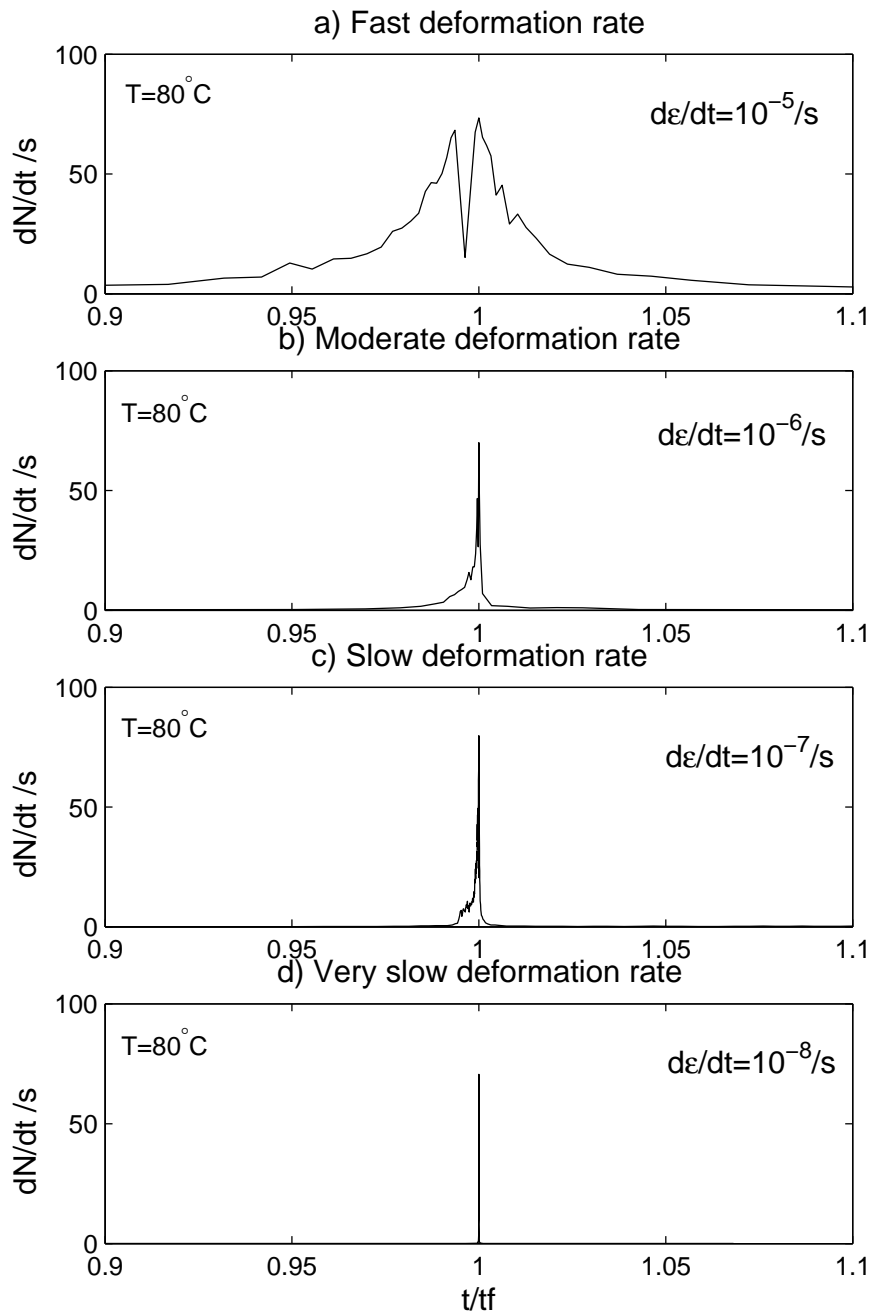 a) Fast deformation rate
100
T=80°C
dε/dt=10⁻⁵/s
50
dN/dt /s
0
0.9 0.95 1 1.05 1.1
b) Moderate deformation rate
100
T=80°C
dε/dt=10⁻⁶/s
50
dN/dt /s
0
0.9 0.95 1 1.05 1.1
c) Slow deformation rate
100
T=80°C
dε/dt=10⁻⁷/s
50
dN/dt /s
0
0.9 0.95 1 1.05 1.1
d) Very slow deformation rate
100
T=80°C
dε/dt=10⁻⁸/s
50
dN/dt /s
0
0.9 0.95 1 1.05 1.1
t/tf